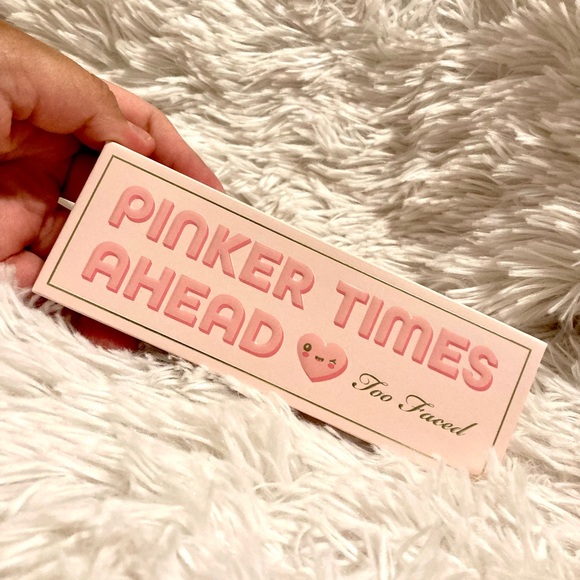 PINKER TIMES
AHEAD
Too Faced